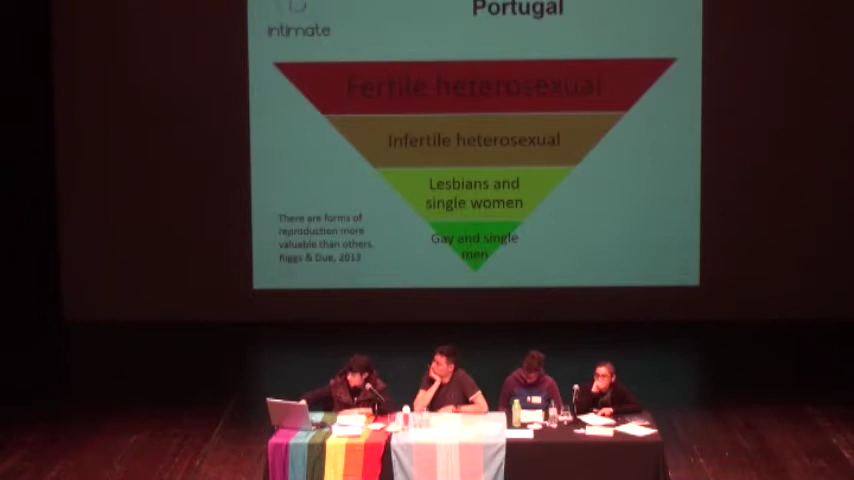 intimate
Portugal
Fertile heterosexual
Infertile heterosexual
Lesbians and
single women
Gay and single
men
There are forms of
reproduction more
valuable than others.
Riggs & Due, 2013